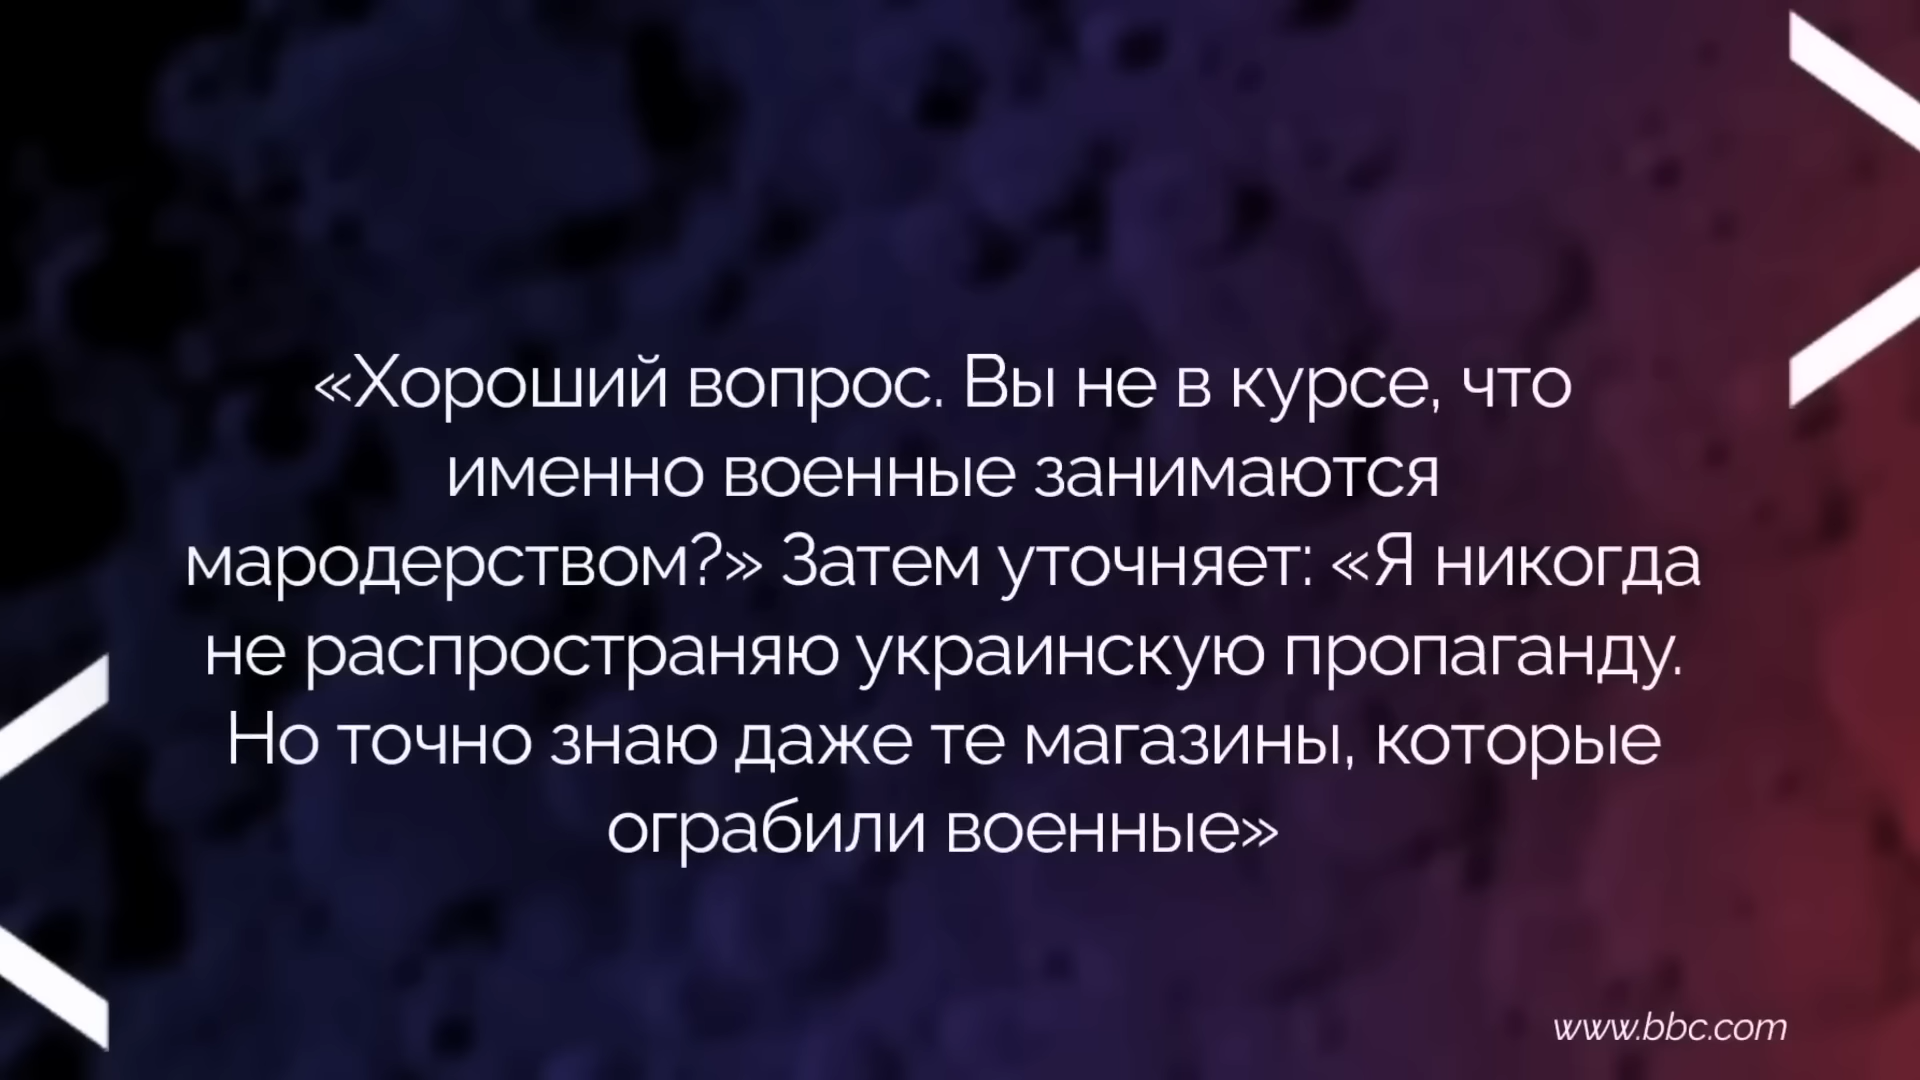 «Хороший вопрос. Вы не в курсе, что
именно военные занимаются
мародерством?» Затем уточняет: «Я никогда
не распространяю украинскую пропаганду.
Но точно знаю даже те магазины, которые
ограбили военные»
www.bbc.com